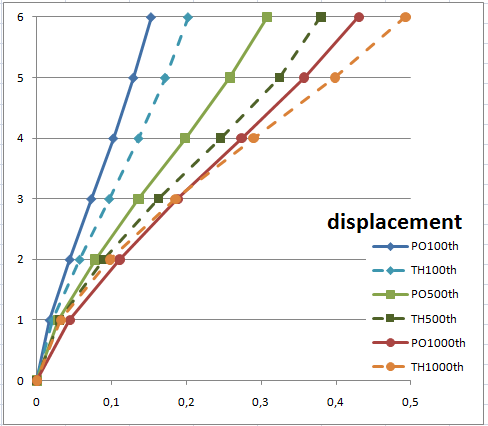 6
5
4
3
2
1
0
displacement
PO100th
TH100th
PO500th
TH500th
PO1000th
TH1000th
0 0,1 0,2 0,3 0,4 0,5